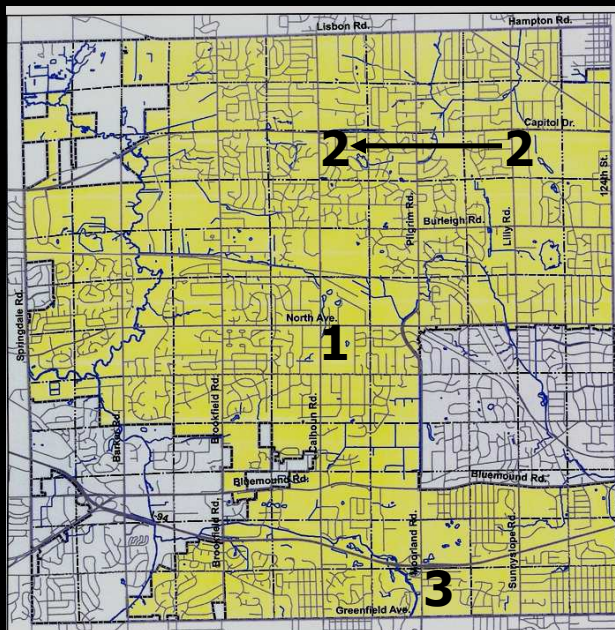 Lisbon Rd.
Hampton Rd.
Capitol Dr.
2
2
124th St.
Pilgrim Rd.
Burleigh Rd.
Lilly Rd.
Springdale Rd.
North Ave.
1
Brookfield Rd.
Calhoun Rd.
Barker Rd.
Bluemound Rd.
Bluemound Rd.
94
Brookfield Rd.
Moorland Rd.
Sunnyslope Rd.
3
Greenfield Ave.